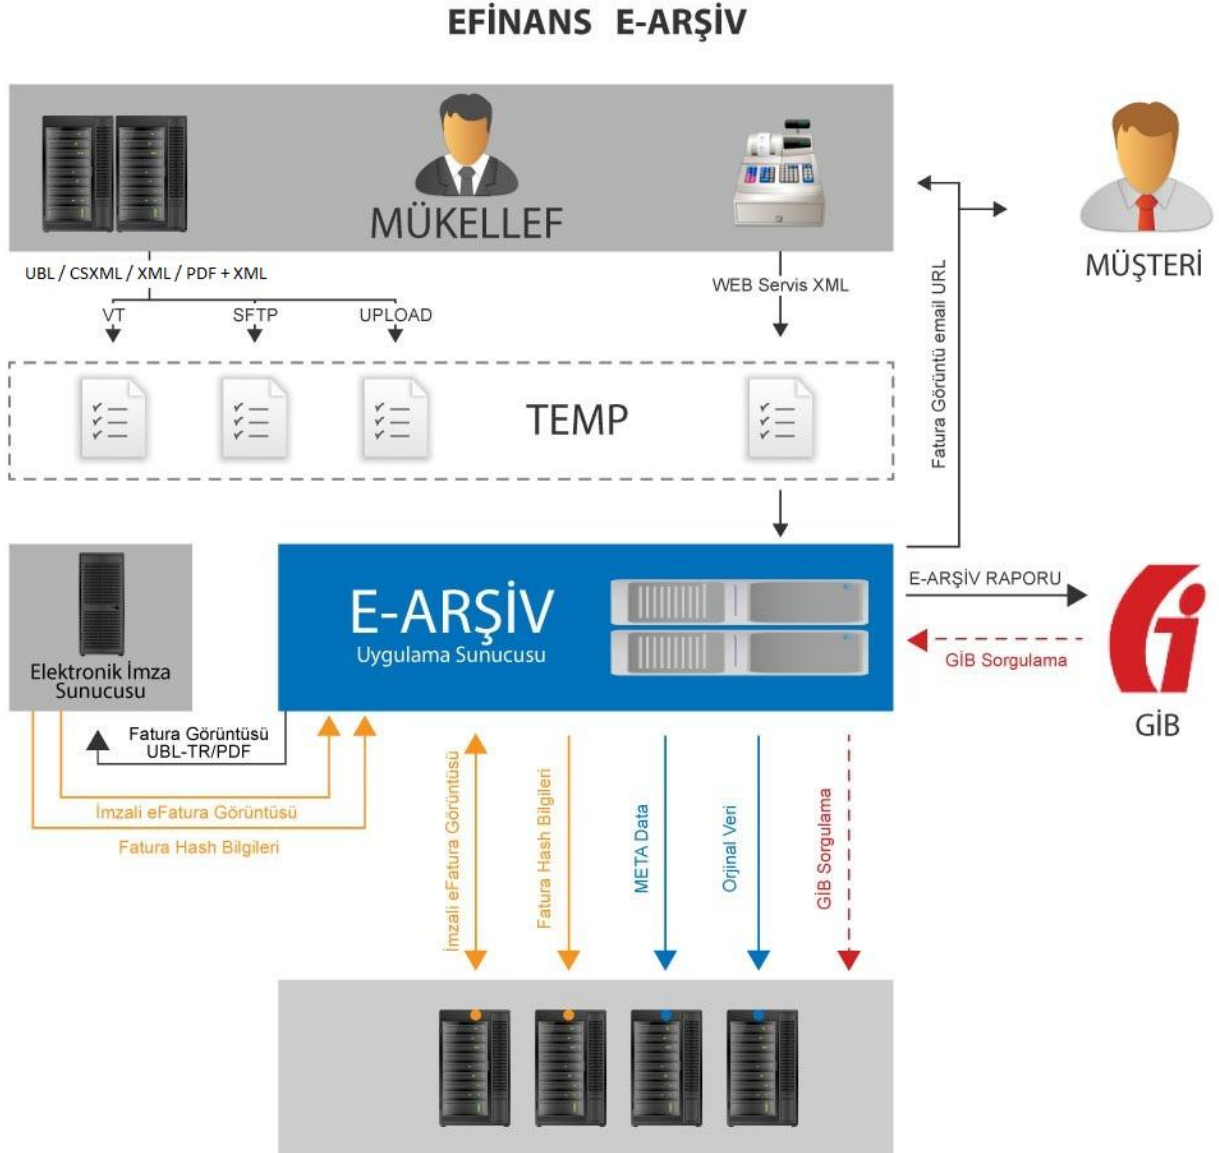 EFİNANS E-ARŞİV
MÜKELLEF
MÜŞTERİ
UBL / CSXML / XML / PDF + XML
WEB Servis XML
VT
SFTP
UPLOAD
Fatura Görüntü email URL
TEMP
Elektronik İmza
Sunucusu
E-ARŞİV
Uygulama Sunucusu
E-ARŞİV RAPORU
GİB Sorgulama
GİB
Fatura Görüntüsü
UBL-TR/PDF
İmzali eFatura Görüntüsü
Fatura Hash Bilgileri
İmzali eFatura Görüntüsü
Fatura Hash Bilgileri
META Data
Orjinal Veri
GİB Sorgulama